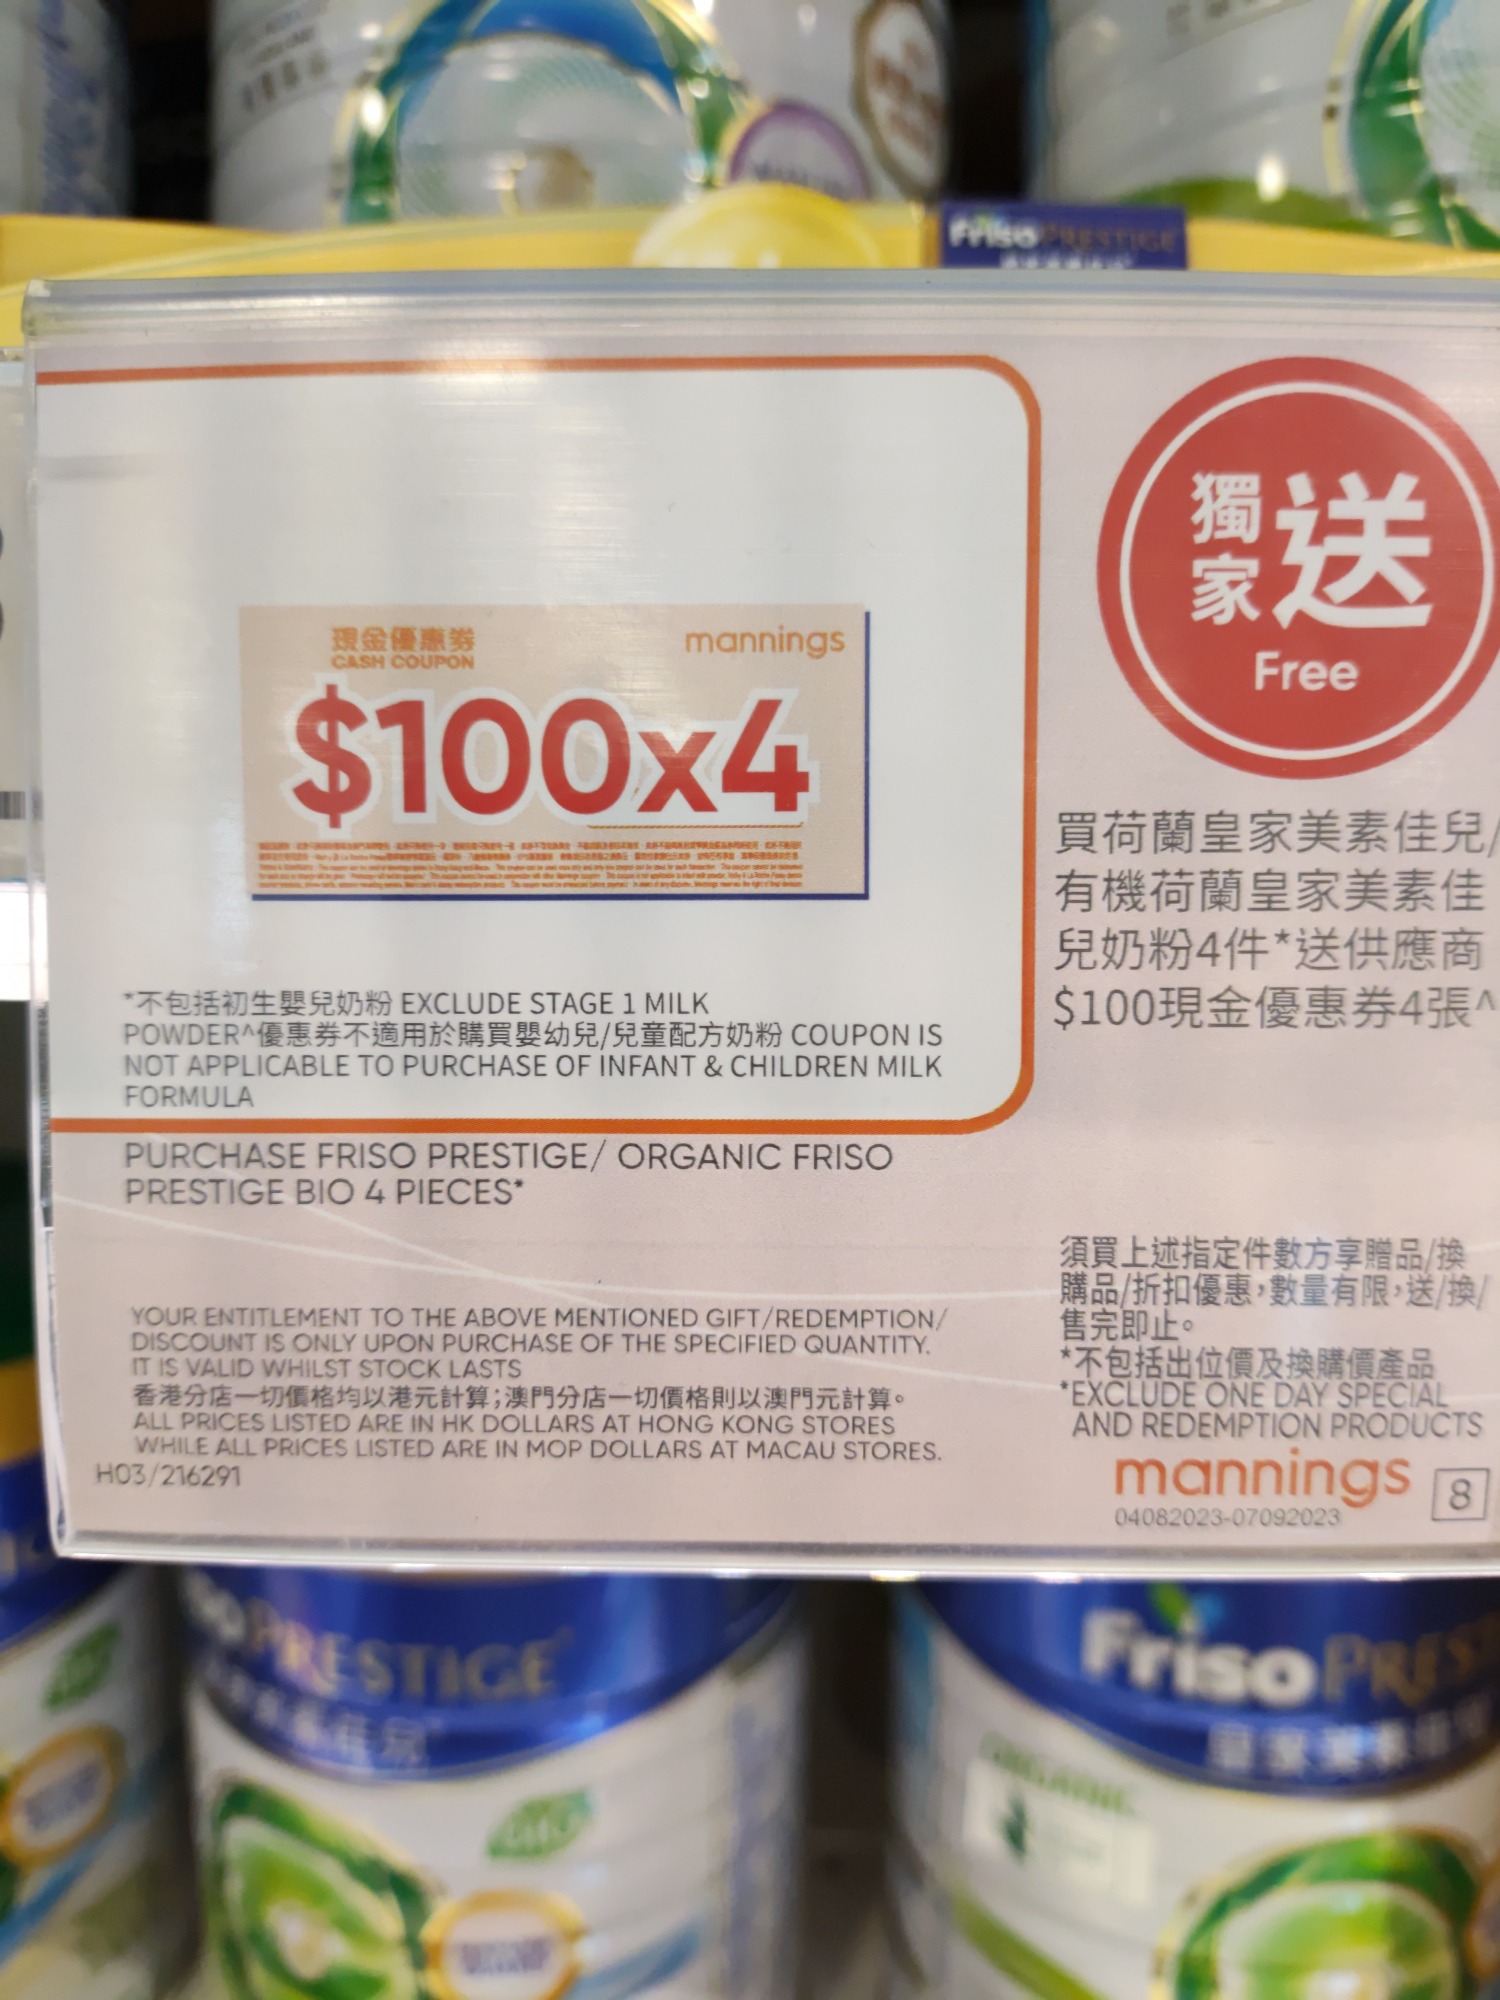 Friso PRESTIGE
現金優惠券
CASH COUPON
mannings
$100x4
*不包括初生嬰兒奶粉 EXCLUDE STAGE 1 MILK
POWDER^優惠券不適用於購買嬰幼兒/兒童配方奶粉 COUPON IS
NOT APPLICABLE TO PURCHASE OF INFANT & CHILDREN MILK
FORMULA
PURCHASE FRISO PRESTIGE/ ORGANIC FRISO
PRESTIGE BIO 4 PIECES*
YOUR ENTITLEMENT TO THE ABOVE MENTIONED GIFT/REDEMPTION/
DISCOUNT IS ONLY UPON PURCHASE OF THE SPECIFIED QUANTITY.
IT IS VALID WHILST STOCK LASTS
香港分店一切價格均以港元計算;澳門分店一切價格則以澳門元計算。
ALL PRICES LISTED ARE IN HK DOLLARS AT HONG KONG STORES
WHILE ALL PRICES LISTED ARE IN MOP DOLLARS AT MACAU STORES.
H03/216291
獨家送
Free
買荷蘭皇家美素佳兒/
有機荷蘭皇家美素佳
兒奶粉4件*送供應商
$100現金優惠券4張^
須買上述指定件數方享贈品/換
購品/折扣優惠,數量有限,送/換/
售完即止。
*不包括出位價及換購價產品
*EXCLUDE ONE DAY SPECIAL
AND REDEMPTION PRODUCTS
mannings
04082023-07092023
8
PRESTIGE
Friso PRES
ORGANIC